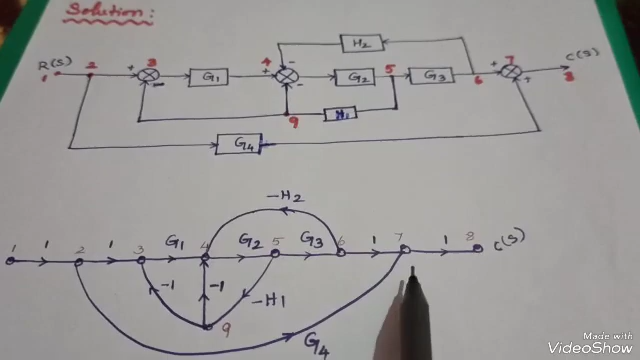 Solution:
H2
R(S) 1 2 + 3 - G1 4 + - - G2 5 G3 6 + 7 + C(S) 8
9 H1
G4
-H2
1 1 2 1 3 G1 4 G2 5 G3 6 1 7 1 8 C(S)
-1 -1 -H1
9
G4
Made with
VideoShow